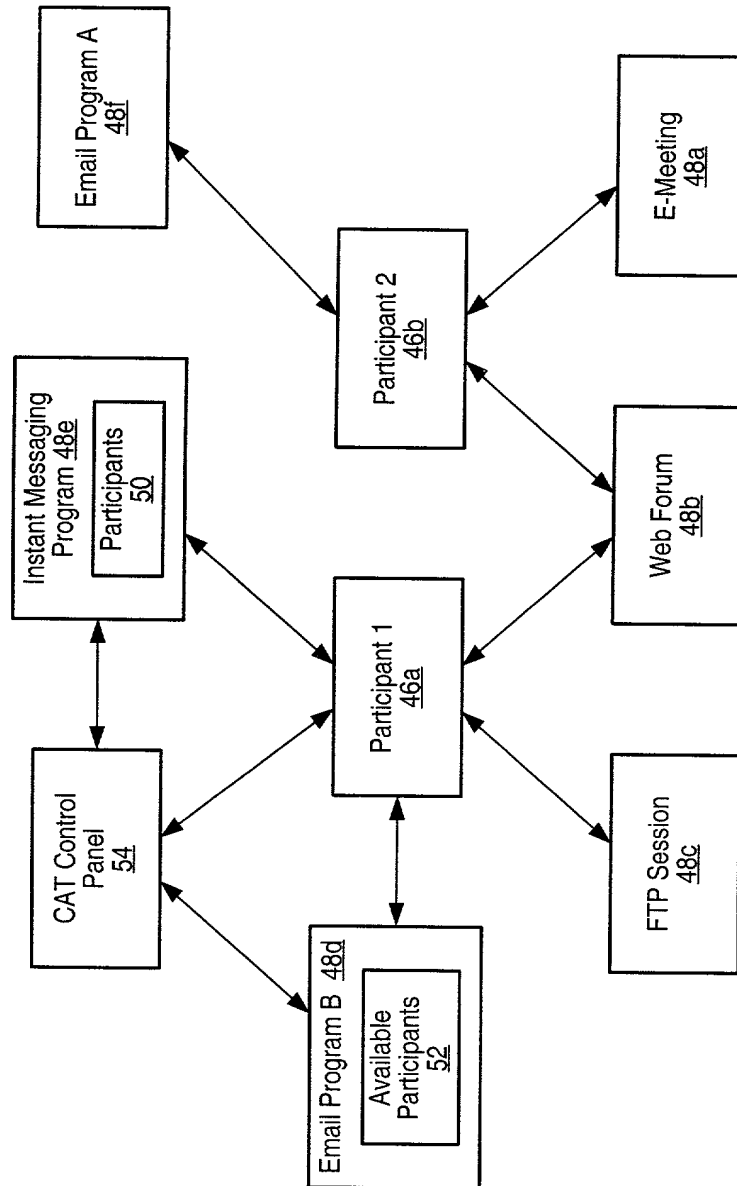 CAT Control
Panel
54
Instant Messaging
Program 48e
Participants
50
Email Program A
48f
Email Program B 48d
Available
Participants
52
Participant 1
46a
Participant 2
46b
FTP Session
48c
Web Forum
48b
E-Meeting
48a